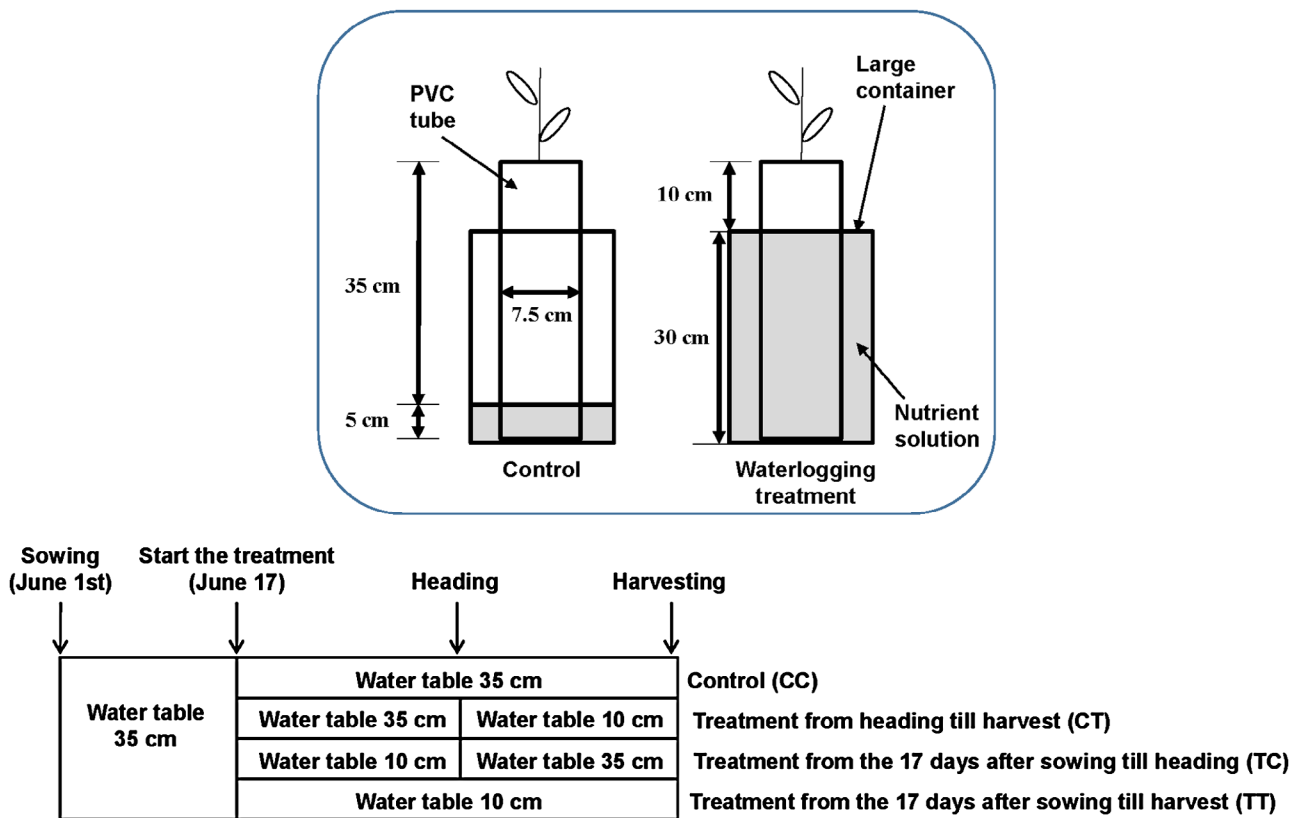 PVC
tube
Large
container
10 cm
35 cm
7.5 cm
30 cm
5 cm
Nutrient
solution
Control
Waterlogging
treatment
Sowing
(June 1st)
Start the treatment
(June 17)
Heading
Harvesting
Water table
35 cm
Water table 35 cm
Control (CC)
Water table 35 cm
Water table 10 cm
Treatment from heading till harvest (CT)
Water table 10 cm
Water table 35 cm
Treatment from the 17 days after sowing till heading (TC)
Water table 10 cm
Treatment from the 17 days after sowing till harvest (TT)